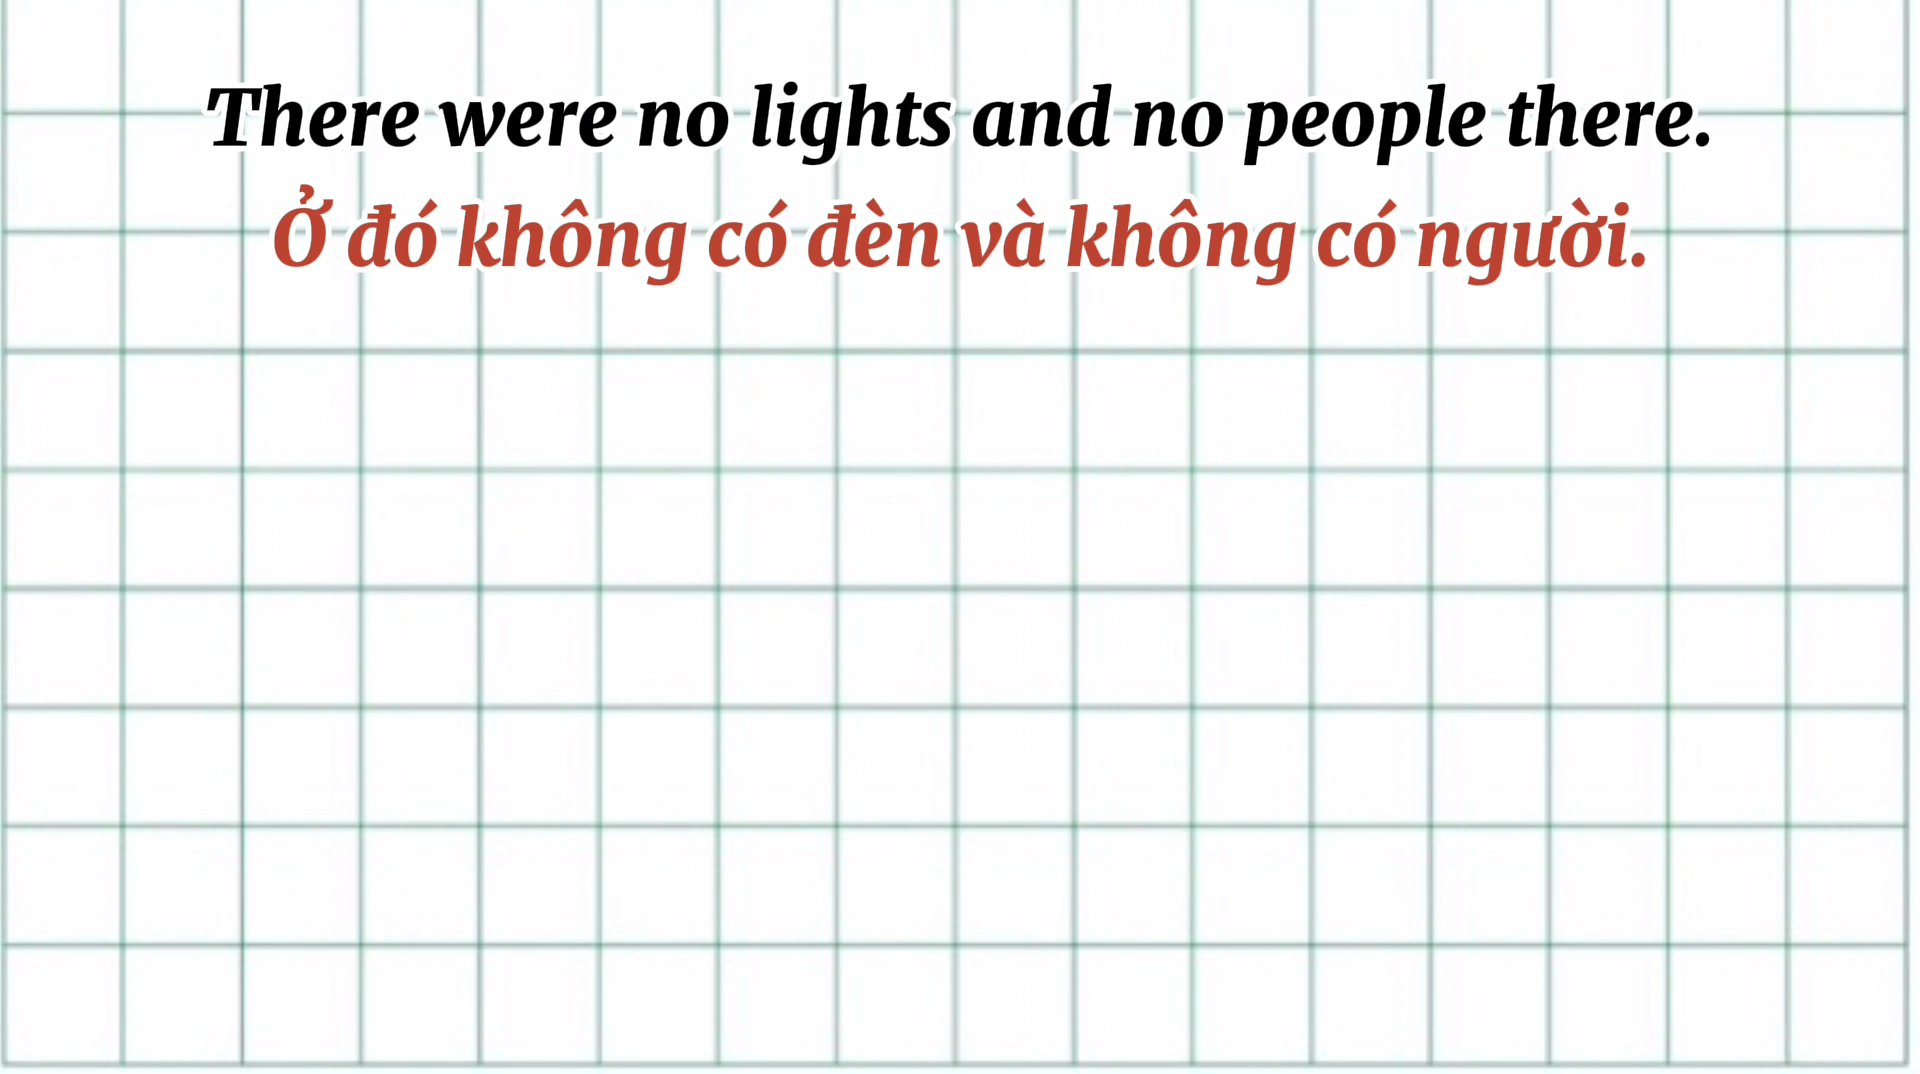 There were no lights and no people there.
Ở đó không có đèn và không có người.